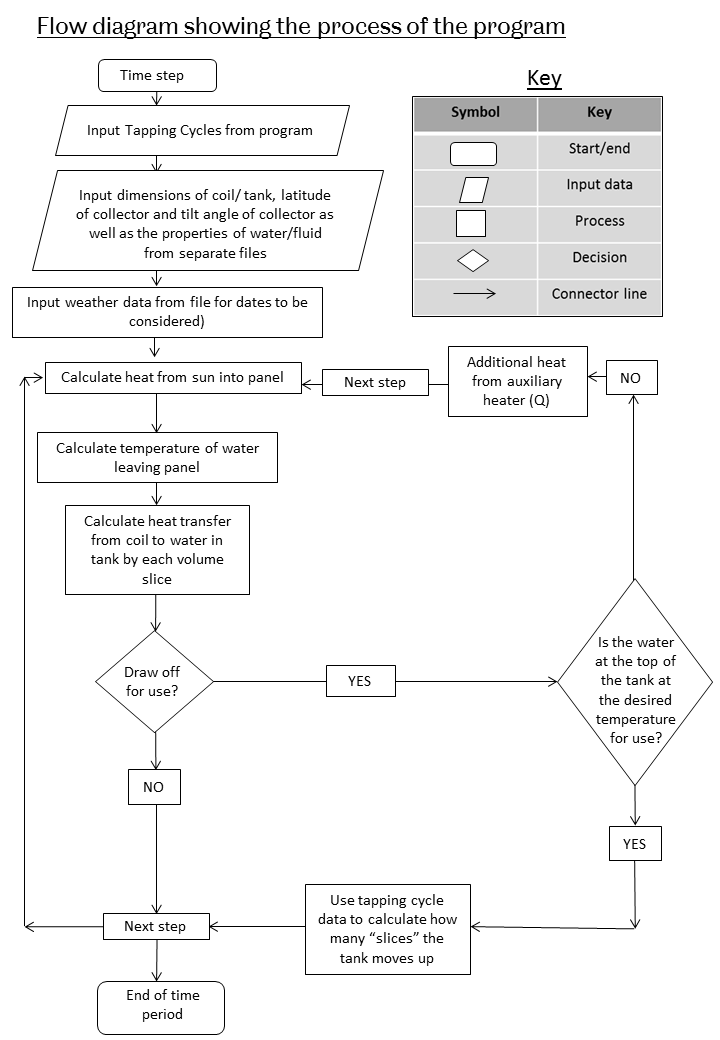 Flow diagram showing the process of the program
Time step
Key
Symbol Key
Start/end
Input data
Process
Decision
Connector line
Input Tapping Cycles from program
Input dimensions of coil/ tank, latitude
of collector and tilt angle of collector as
well as the properties of water/fluid
from separate files
Input weather data from file for dates to be
considered)
Calculate heat from sun into panel
Next step
Additional heat
from auxiliary
heater (Q)
NO
Calculate temperature of water
leaving panel
Calculate heat transfer
from coil to water in
tank by each volume
slice
Draw off
for use?
YES
Is the water
at the top of
the tank at
the desired
temperature
for use?
NO
YES
Use tapping cycle
data to calculate how
many “slices” the
tank moves up
Next step
End of time
period